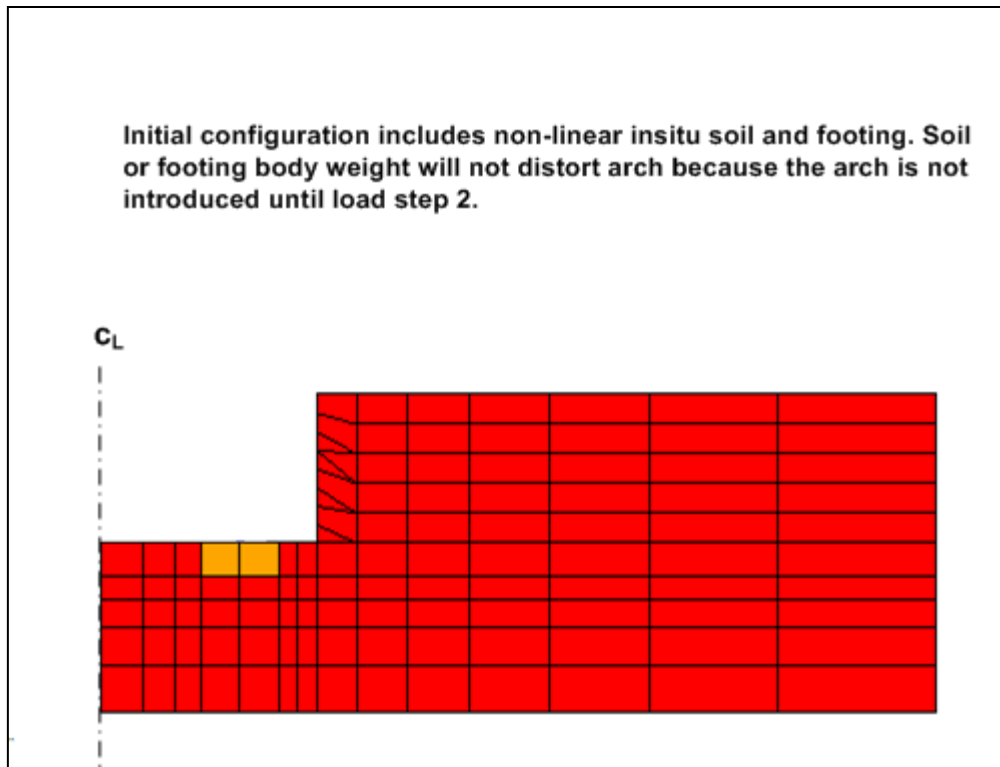 Initial configuration includes non-linear insitu soil and footing. Soil
or footing body weight will not distort arch because the arch is not
introduced until load step 2.
CL